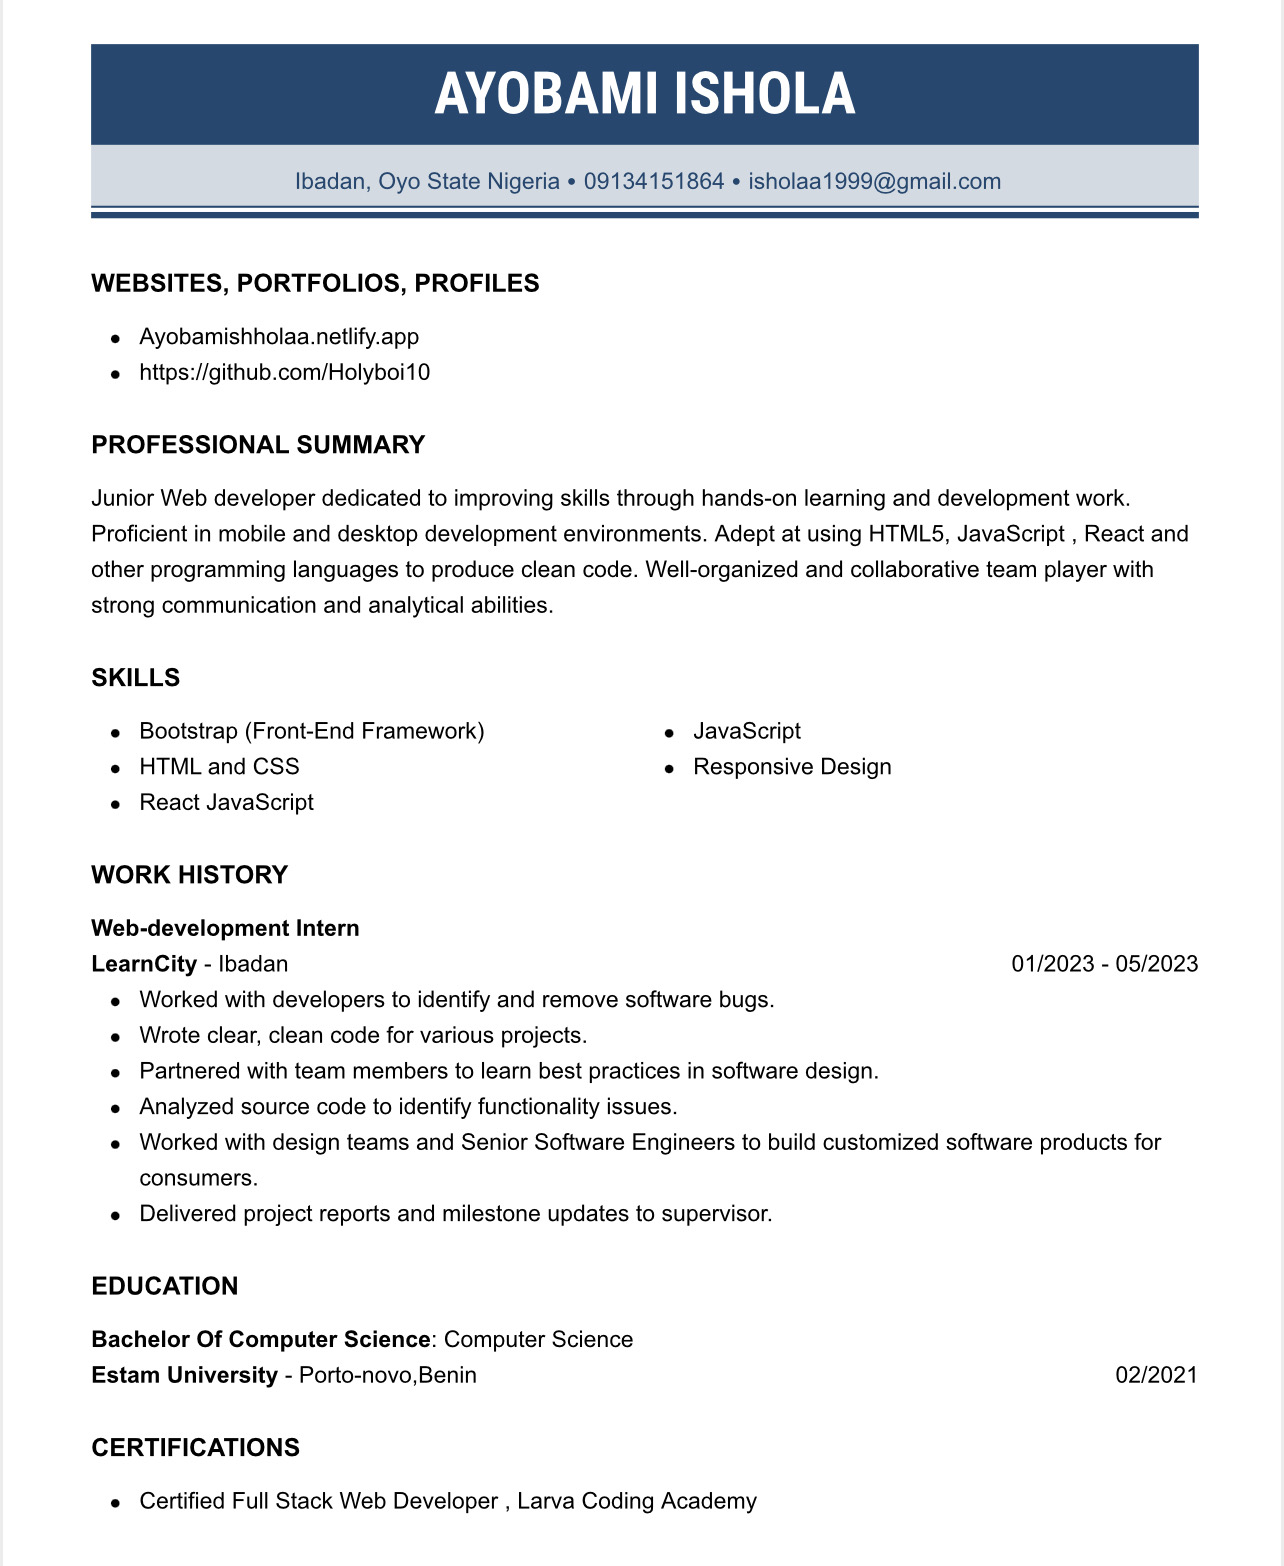 AYOBAMI ISHOLA
Ibadan, Oyo State Nigeria • 09134151864 • isholaa1999@gmail.com
WEBSITES, PORTFOLIOS, PROFILES
• Ayobamishholaa.netlify.app
• https://github.com/Holyboi10
PROFESSIONAL SUMMARY
Junior Web developer dedicated to improving skills through hands-on learning and development work.
Proficient in mobile and desktop development environments. Adept at using HTML5, JavaScript , React and
other programming languages to produce clean code. Well-organized and collaborative team player with
strong communication and analytical abilities.
SKILLS
• Bootstrap (Front-End Framework)
• HTML and CSS
• React JavaScript
• JavaScript
• Responsive Design
WORK HISTORY
Web-development Intern
LearnCity - Ibadan 01/2023 - 05/2023
• Worked with developers to identify and remove software bugs.
• Wrote clear, clean code for various projects.
• Partnered with team members to learn best practices in software design.
• Analyzed source code to identify functionality issues.
• Worked with design teams and Senior Software Engineers to build customized software products for
consumers.
• Delivered project reports and milestone updates to supervisor.
EDUCATION
Bachelor Of Computer Science: Computer Science
Estam University - Porto-novo,Benin 02/2021
CERTIFICATIONS
• Certified Full Stack Web Developer , Larva Coding Academy